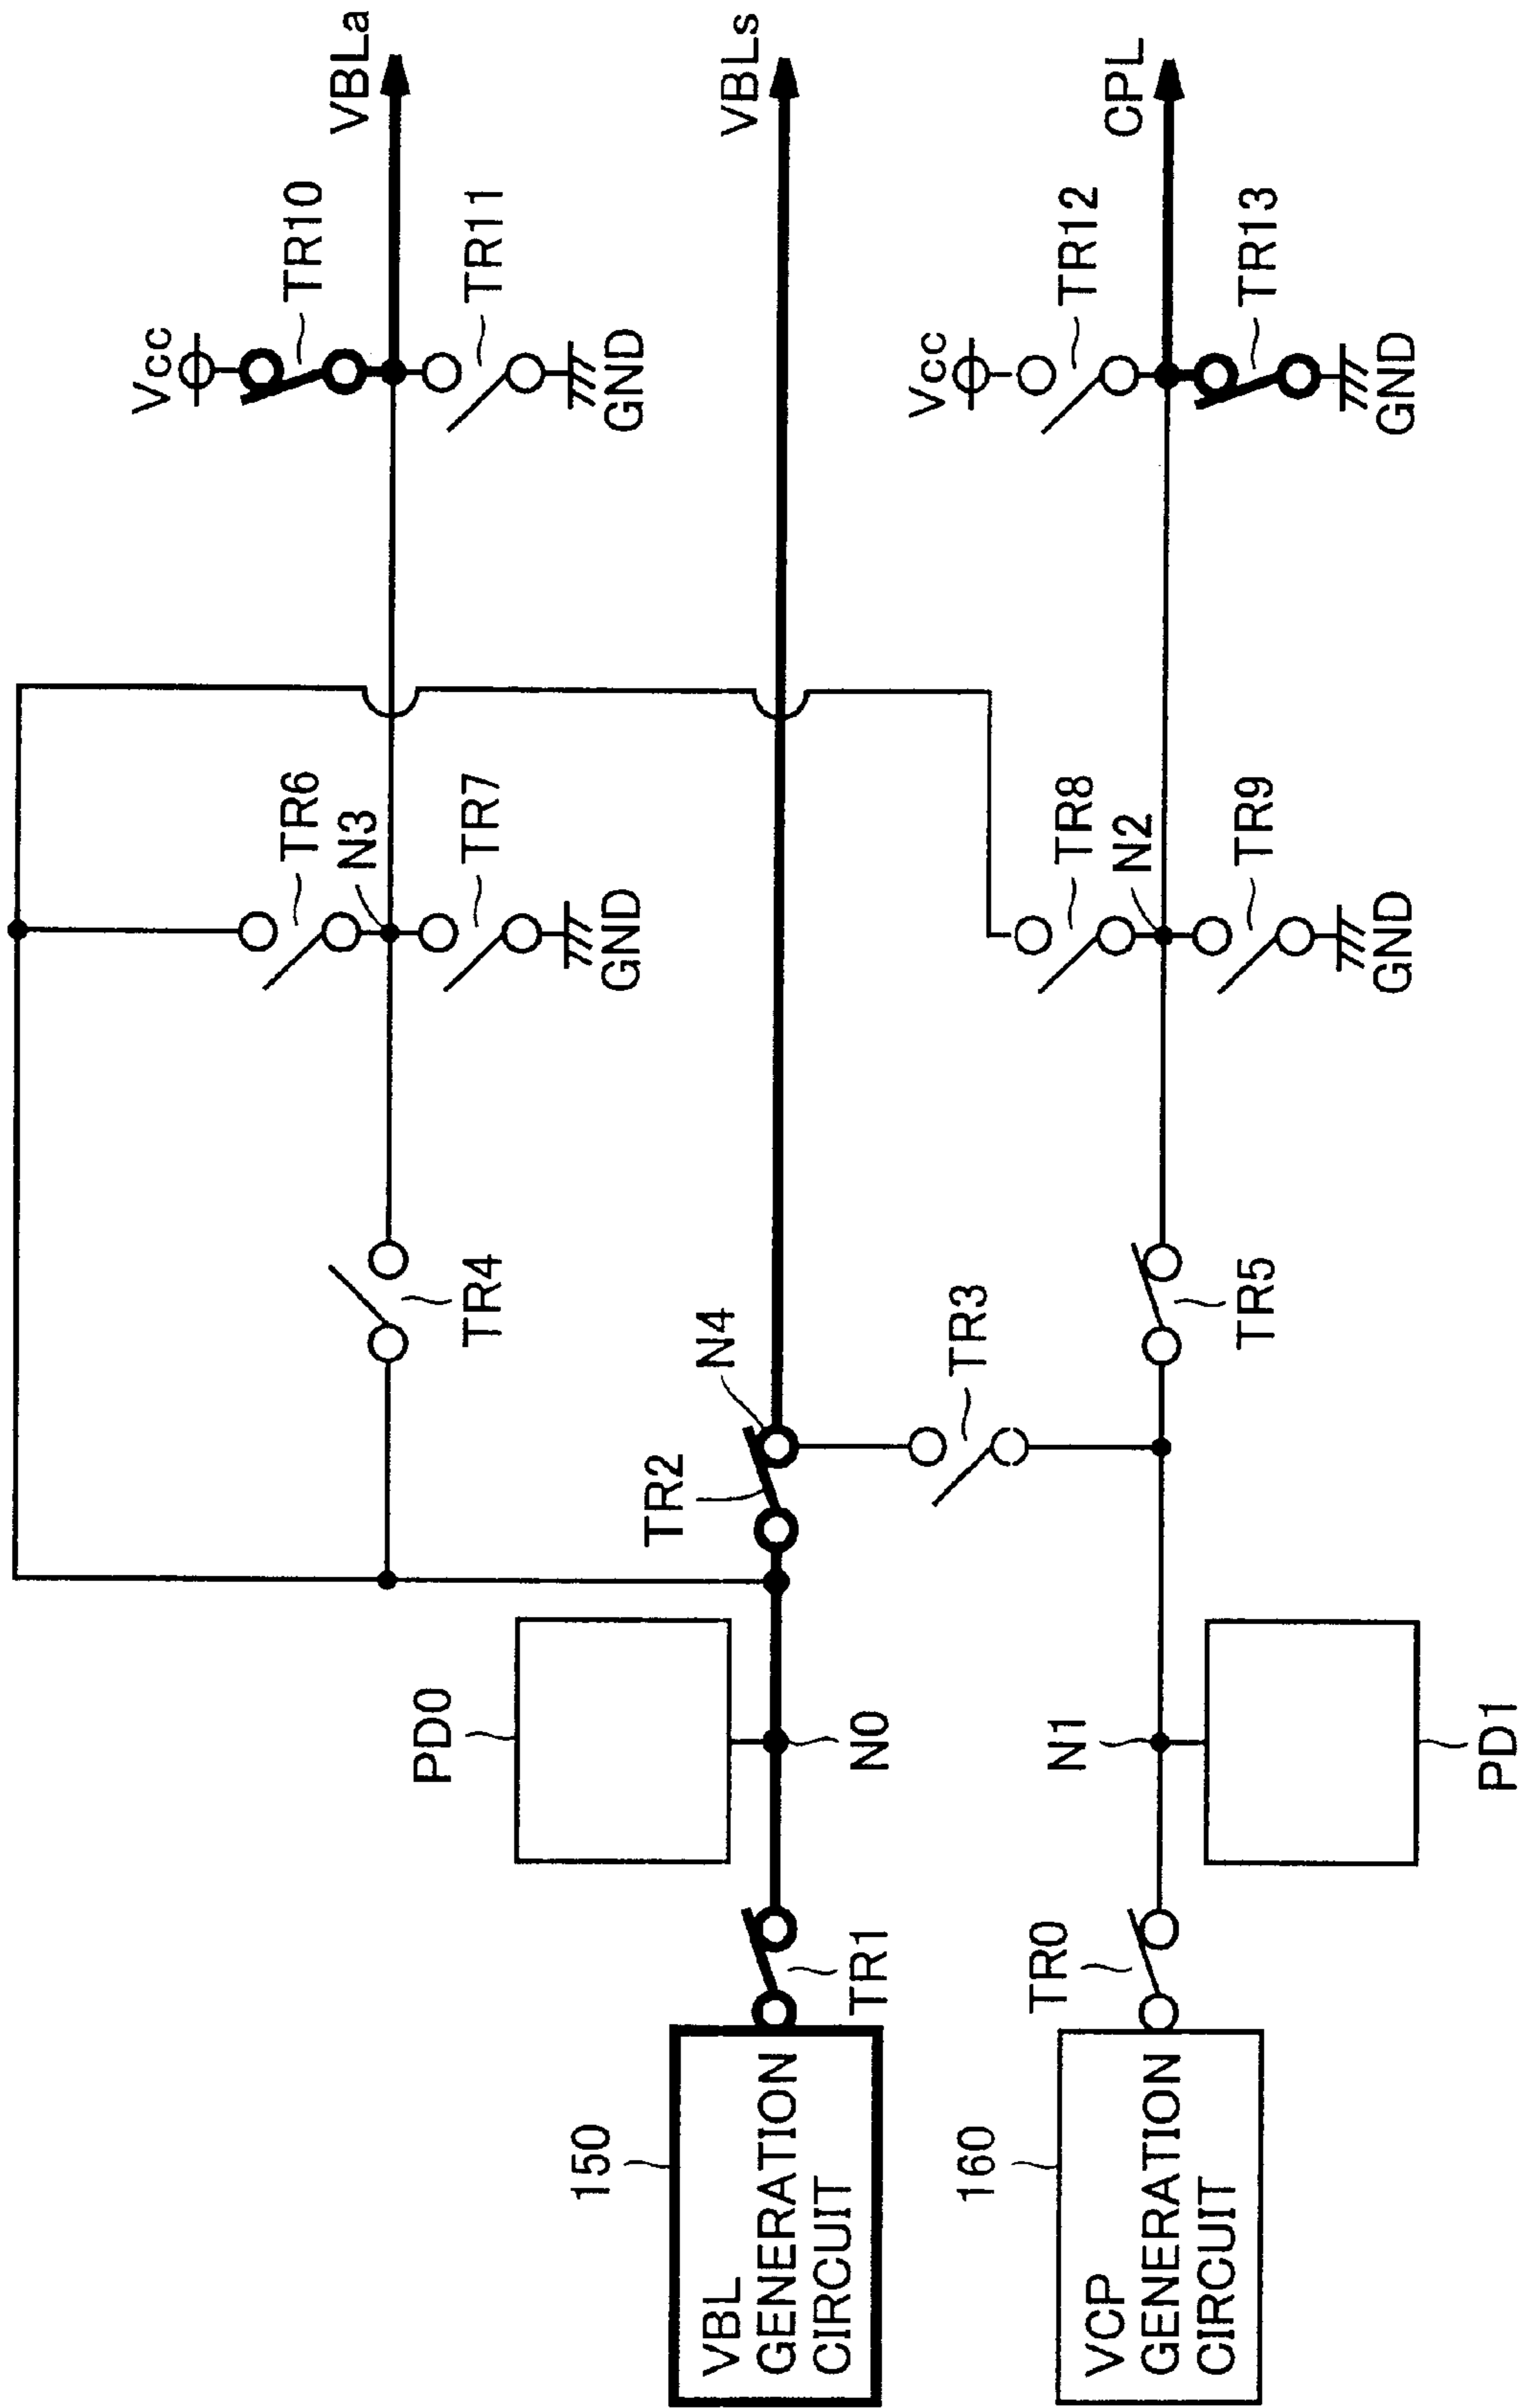 VBLa
Vcc
TR10
TR11
GND
TR6
N3
TR7
GND
TR4
VBLs
N4
TR2
PD0
N0
TR1
150
VBL
GENERATION
CIRCUIT
CPL
Vcc
TR12
TR13
GND
TR8
N2
TR9
GND
TR3
TR5
N1
PD1
TR0
160
VCP
GENERATION
CIRCUIT